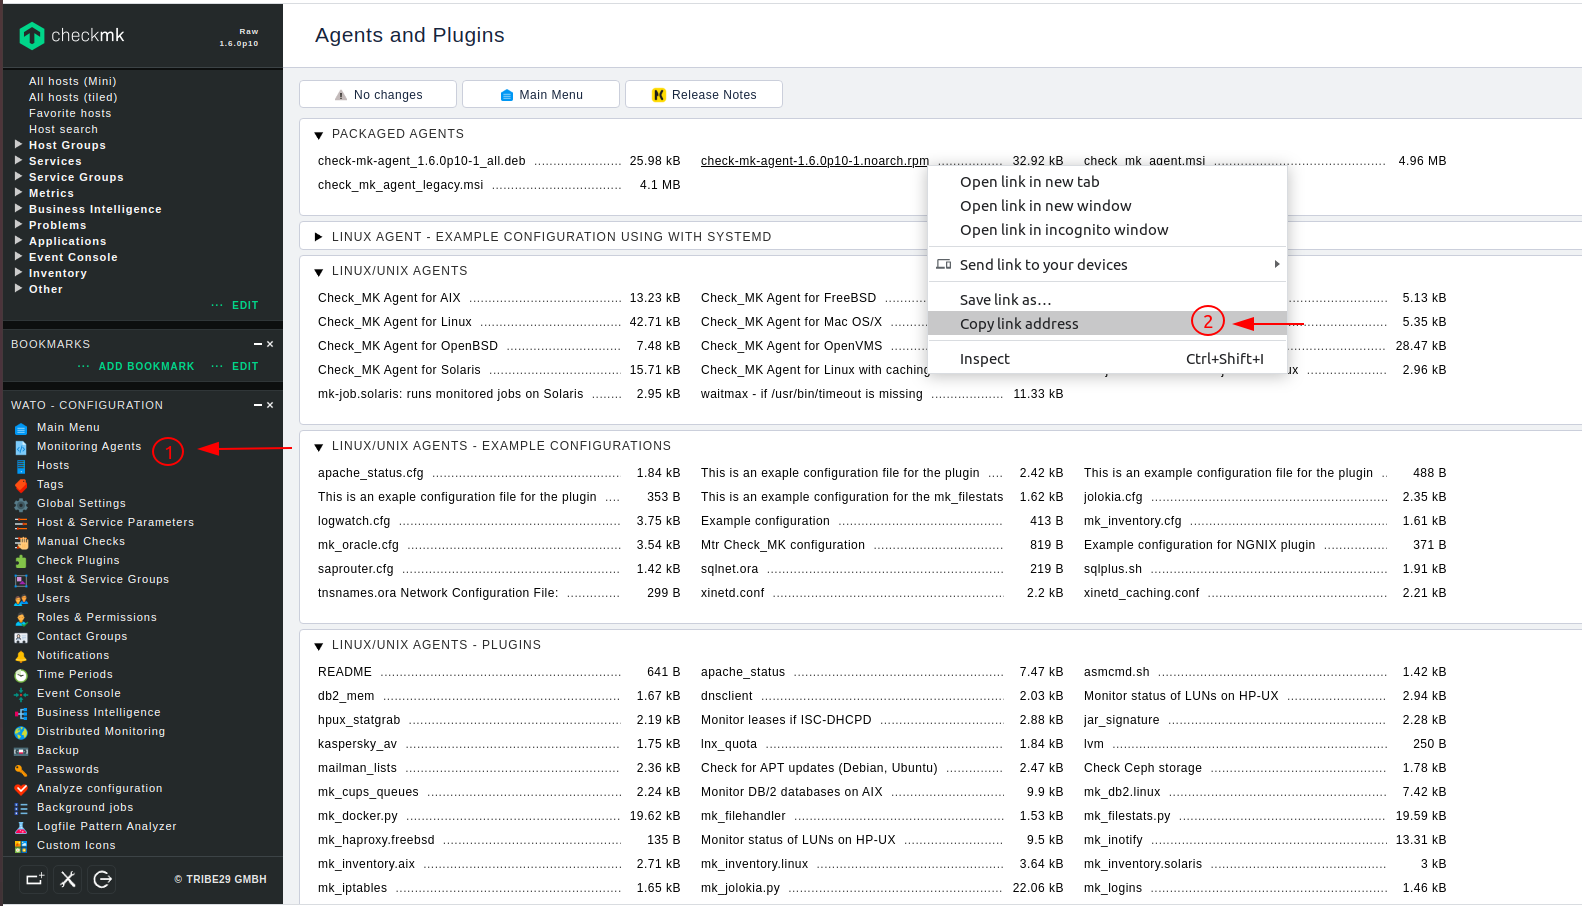 checkmk
Raw
1.6.0p10
All hosts (Mini)
All hosts (tiled)
Favorite hosts
Host search
Host Groups
Services
Service Groups
Metrics
Business Intelligence
Problems
Applications
Event Console
Inventory
Other
··· EDIT
BOOKMARKS
··· ADD BOOKMARK ··· EDIT
WATO - CONFIGURATION
Main Menu
Monitoring Agents 1
Hosts
Tags
Global Settings
Host & Service Parameters
Manual Checks
Check Plugins
Host & Service Groups
Users
Roles & Permissions
Contact Groups
Notifications
Time Periods
Event Console
Business Intelligence
Distributed Monitoring
Backup
Passwords
Analyze configuration
Background jobs
Logfile Pattern Analyzer
Custom Icons
© TRIBE29 GMBH
Agents and Plugins
No changes Main Menu Release Notes
PACKAGED AGENTS
check-mk-agent_1.6.0p10-1_all.deb 25.98 kB check-mk-agent-1.6.0p10-1.noarch.rpm 32.92 kB check_mk_agent.msi 4.96 MB
check_mk_agent_legacy.msi 4.1 MB
Open link in new tab
Open link in new window
Open link in incognito window
Send link to your devices
Save link as…
Copy link address 2
Inspect Ctrl+Shift+I
LINUX AGENT - EXAMPLE CONFIGURATION USING WITH SYSTEMD
LINUX/UNIX AGENTS
Check_MK Agent for AIX 13.23 kB Check_MK Agent for FreeBSD 5.13 kB
Check_MK Agent for Linux 42.71 kB Check_MK Agent for Mac OS/X 5.35 kB
Check_MK Agent for OpenBSD 7.48 kB Check_MK Agent for OpenVMS 28.47 kB
Check_MK Agent for Solaris 15.71 kB Check_MK Agent for Linux with caching 2.96 kB
mk-job.solaris: runs monitored jobs on Solaris 2.95 kB waitmax - if /usr/bin/timeout is missing 11.33 kB
LINUX/UNIX AGENTS - EXAMPLE CONFIGURATIONS
apache_status.cfg 1.84 kB This is an exaple configuration file for the plugin 2.42 kB This is an example configuration file for the plugin 488 B
This is an exaple configuration file for the plugin 353 B This is an example configuration for the mk_filestats 1.62 kB jolokia.cfg 2.35 kB
logwatch.cfg 3.75 kB Example configuration 413 B mk_inventory.cfg 1.61 kB
mk_oracle.cfg 3.54 kB Mtr Check_MK configuration 819 B Example configuration for NGNIX plugin 371 B
saprouter.cfg 1.42 kB sqlnet.ora 219 B sqlplus.sh 1.91 kB
tnsnames.ora Network Configuration File: 299 B xinetd.conf 2.2 kB xinetd_caching.conf 2.21 kB
LINUX/UNIX AGENTS - PLUGINS
README 641 B apache_status 7.47 kB asmcmd.sh 1.42 kB
db2_mem 1.67 kB dnsclient 2.03 kB Monitor status of LUNs on HP-UX 2.94 kB
hpux_statgrab 2.19 kB Monitor leases if ISC-DHCPD 2.88 kB jar_signature 2.28 kB
kaspersky_av 1.75 kB lnx_quota 1.84 kB lvm 250 B
mailman_lists 2.36 kB Check for APT updates (Debian, Ubuntu) 2.47 kB Check Ceph storage 1.78 kB
mk_cups_queues 2.24 kB Monitor DB/2 databases on AIX 9.9 kB mk_db2.linux 7.42 kB
mk_docker.py 19.62 kB mk_filehandler 1.53 kB mk_filestats.py 19.59 kB
mk_haproxy.freebsd 135 B Monitor status of LUNs on HP-UX 9.5 kB mk_inotify 13.31 kB
mk_inventory.aix 2.71 kB mk_inventory.linux 3.64 kB mk_inventory.solaris 3 kB
mk_iptables 1.65 kB mk_jolokia.py 22.06 kB mk_logins 1.46 kB